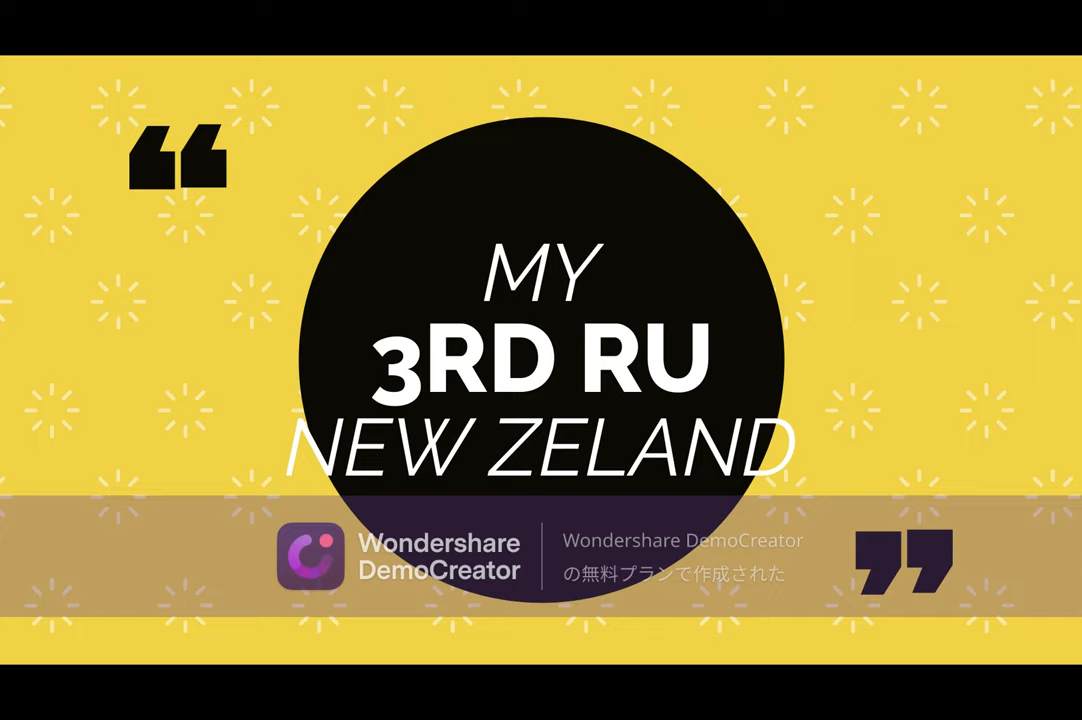 “
MY
3RD RU
NEW ZELAND
Wondershare
DemoCreator
Wondershare DemoCreator
の無料プランで作成された
”